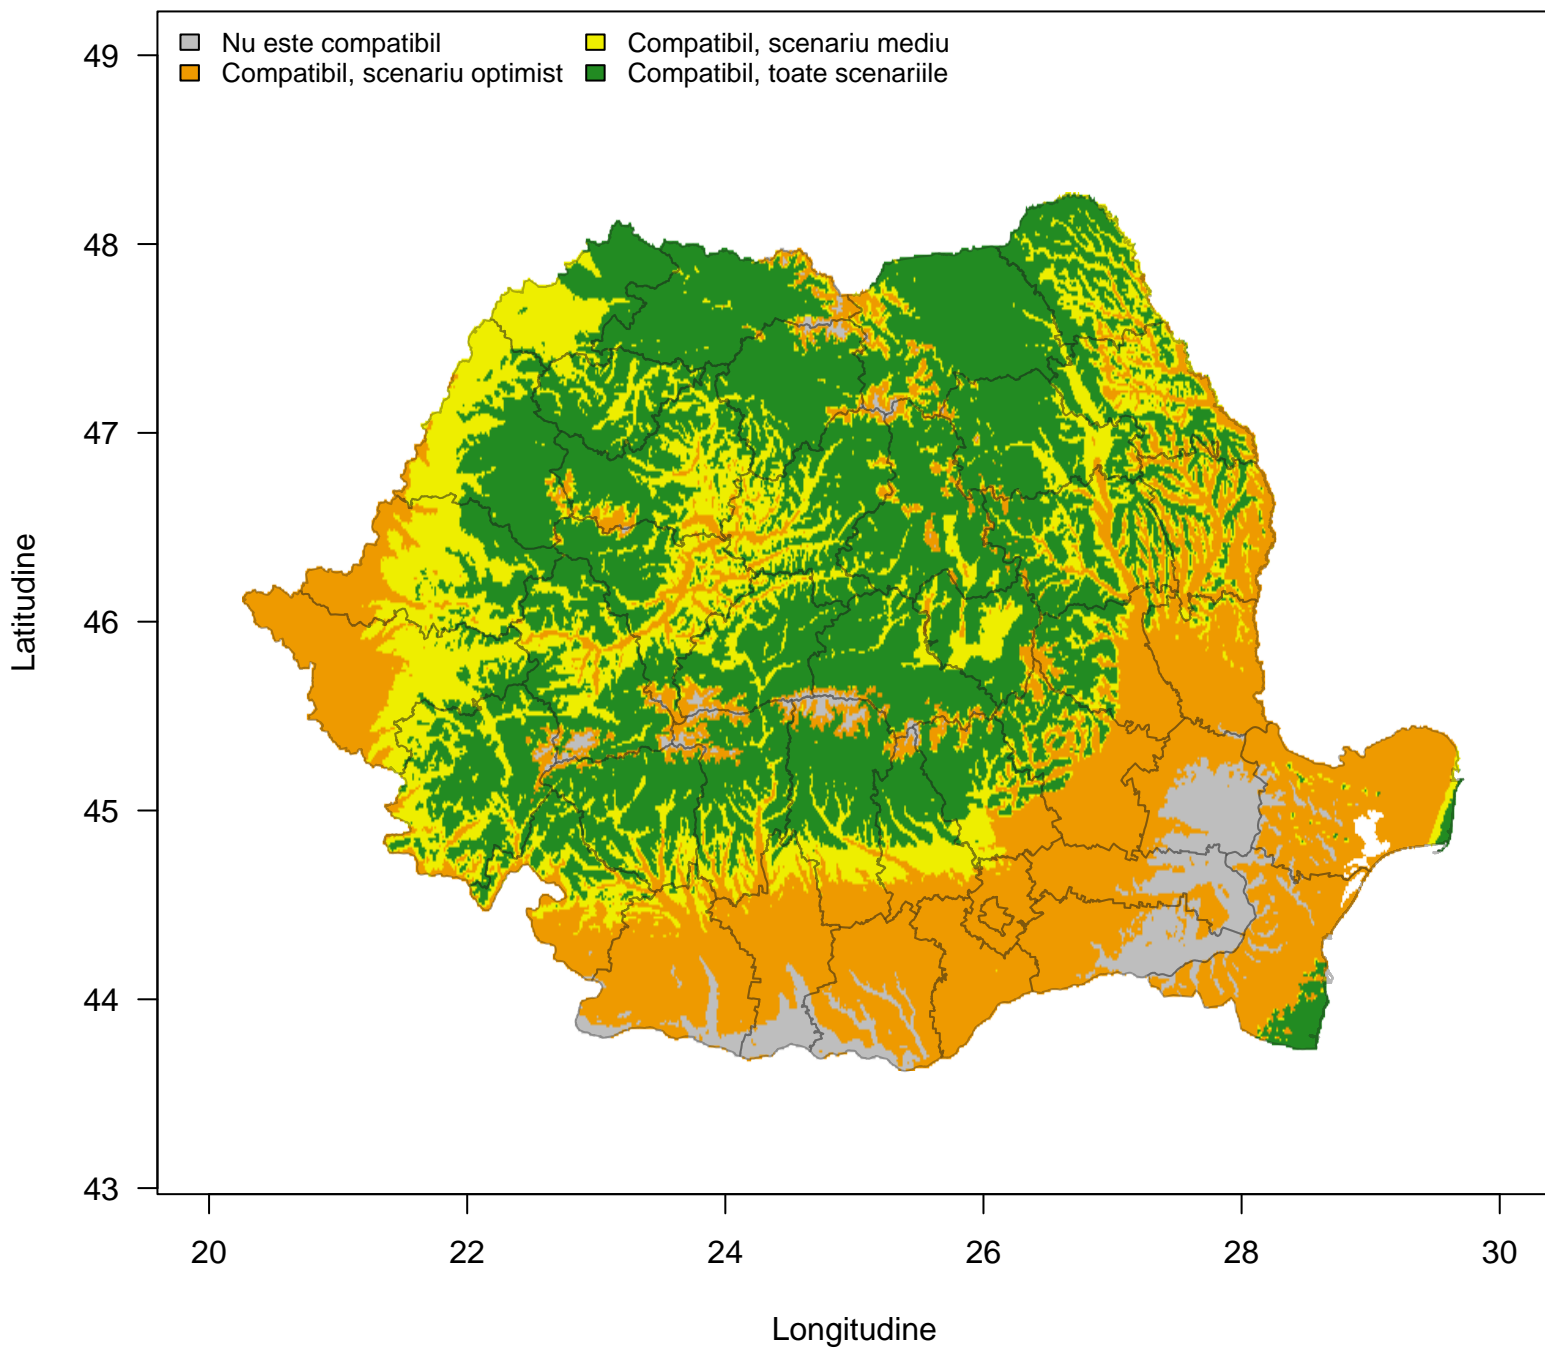 Nu este compatibil
Compatibil, scenariu optimist
Compatibil, scenariu mediu
Compatibil, toate scenariile
Latitudine
49
48
47
46
45
44
43
20 22 24 26 28 30
Longitudine